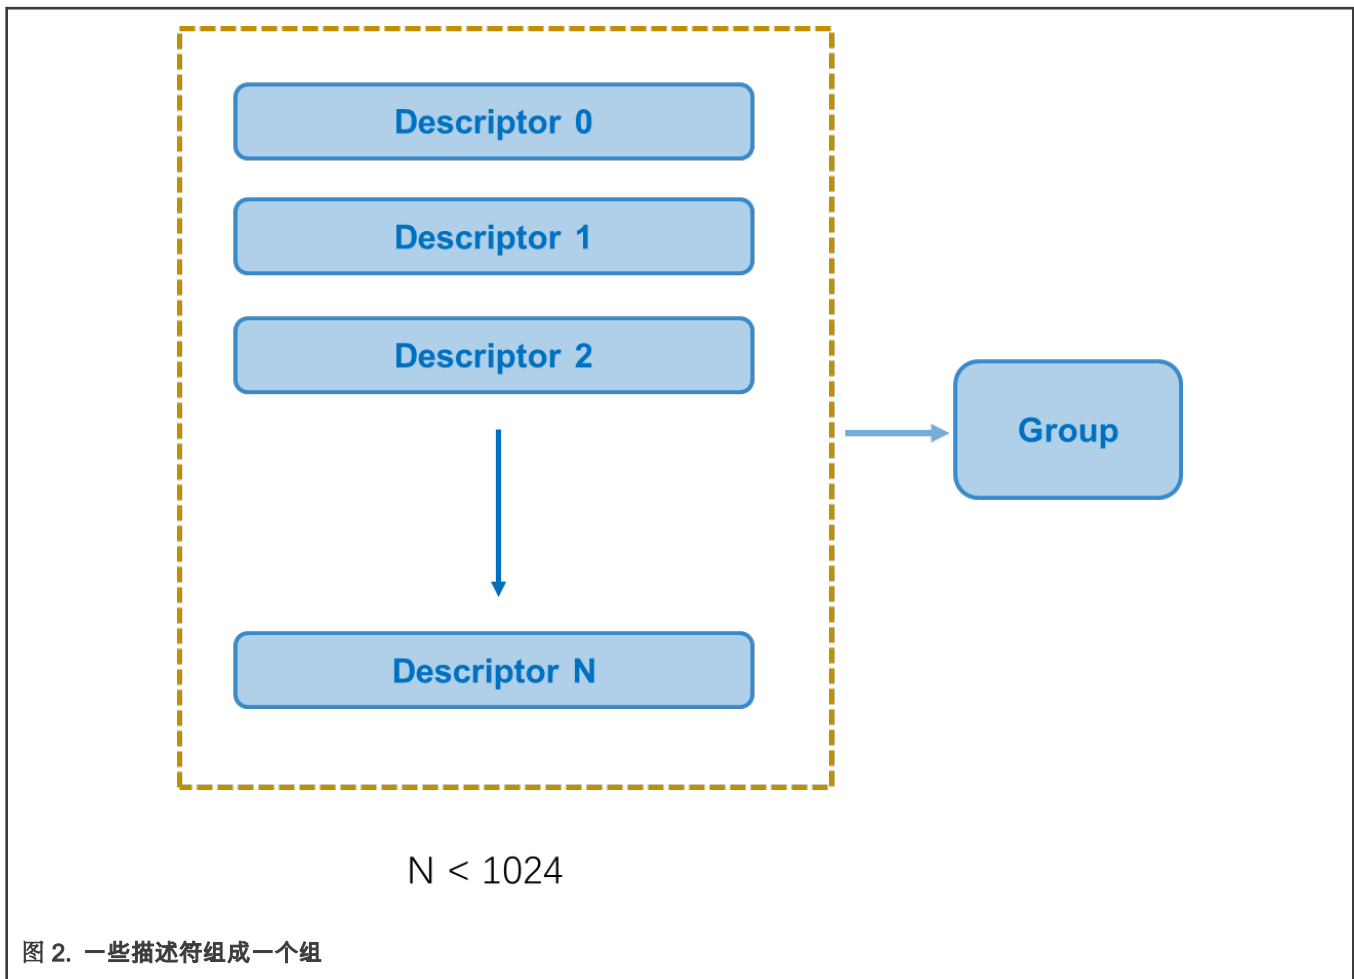 Descriptor 0
Descriptor 1
Descriptor 2
Descriptor N
Group
N < 1024
图 2. 一些描述符组成一个组